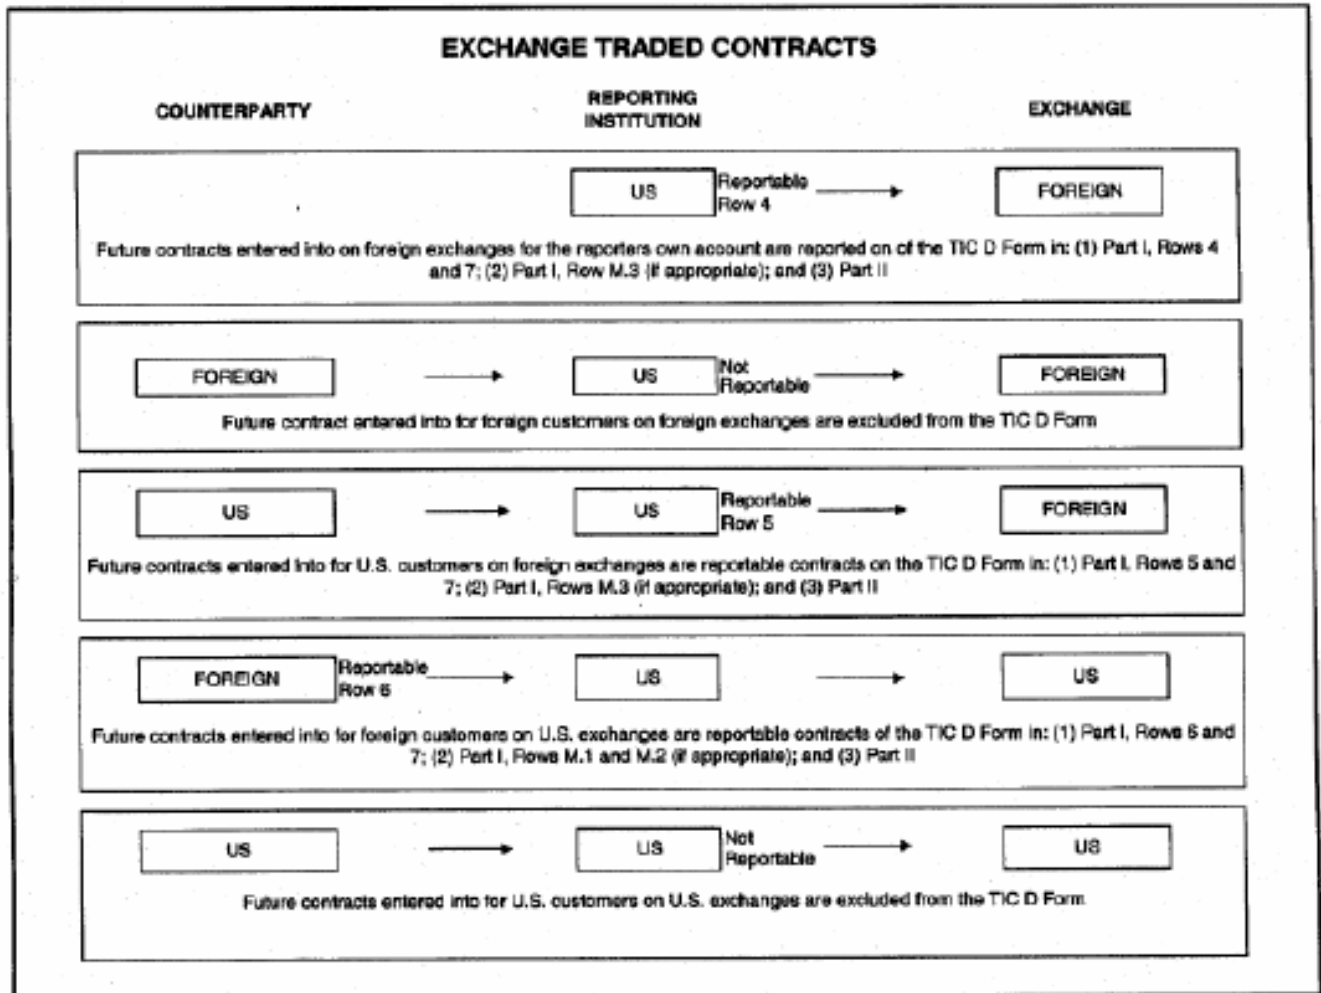 EXCHANGE TRADED CONTRACTS
COUNTERPARTY
REPORTING
INSTITUTION
EXCHANGE
US
Reportable
Row 4
FOREIGN
Future contracts entered into on foreign exchanges for the reporters own account are reported on of the TIC D Form in: (1) Part I, Rows 4
and 7; (2) Part I, Row M.3 (if appropriate); and (3) Part II
FOREIGN
US
Not
Reportable
FOREIGN
Future contract entered into for foreign customers on foreign exchanges are excluded from the TIC D Form
US
US
Reportable
Row 5
FOREIGN
Future contracts entered into for U.S. customers on foreign exchanges are reportable contracts on the TIC D Form in: (1) Part I, Rows 5 and
7; (2) Part I, Rows M.3 (if appropriate); and (3) Part II
FOREIGN
Reportable
Row 6
US
US
Future contracts entered into for foreign customers on U.S. exchanges are reportable contracts of the TIC D Form in: (1) Part I, Rows 6 and
7; (2) Part I, Rows M.1 and M.2 (if appropriate); and (3) Part II
US
US
Not
Reportable
US
Future contracts entered into for U.S. customers on U.S. exchanges are excluded from the TIC D Form